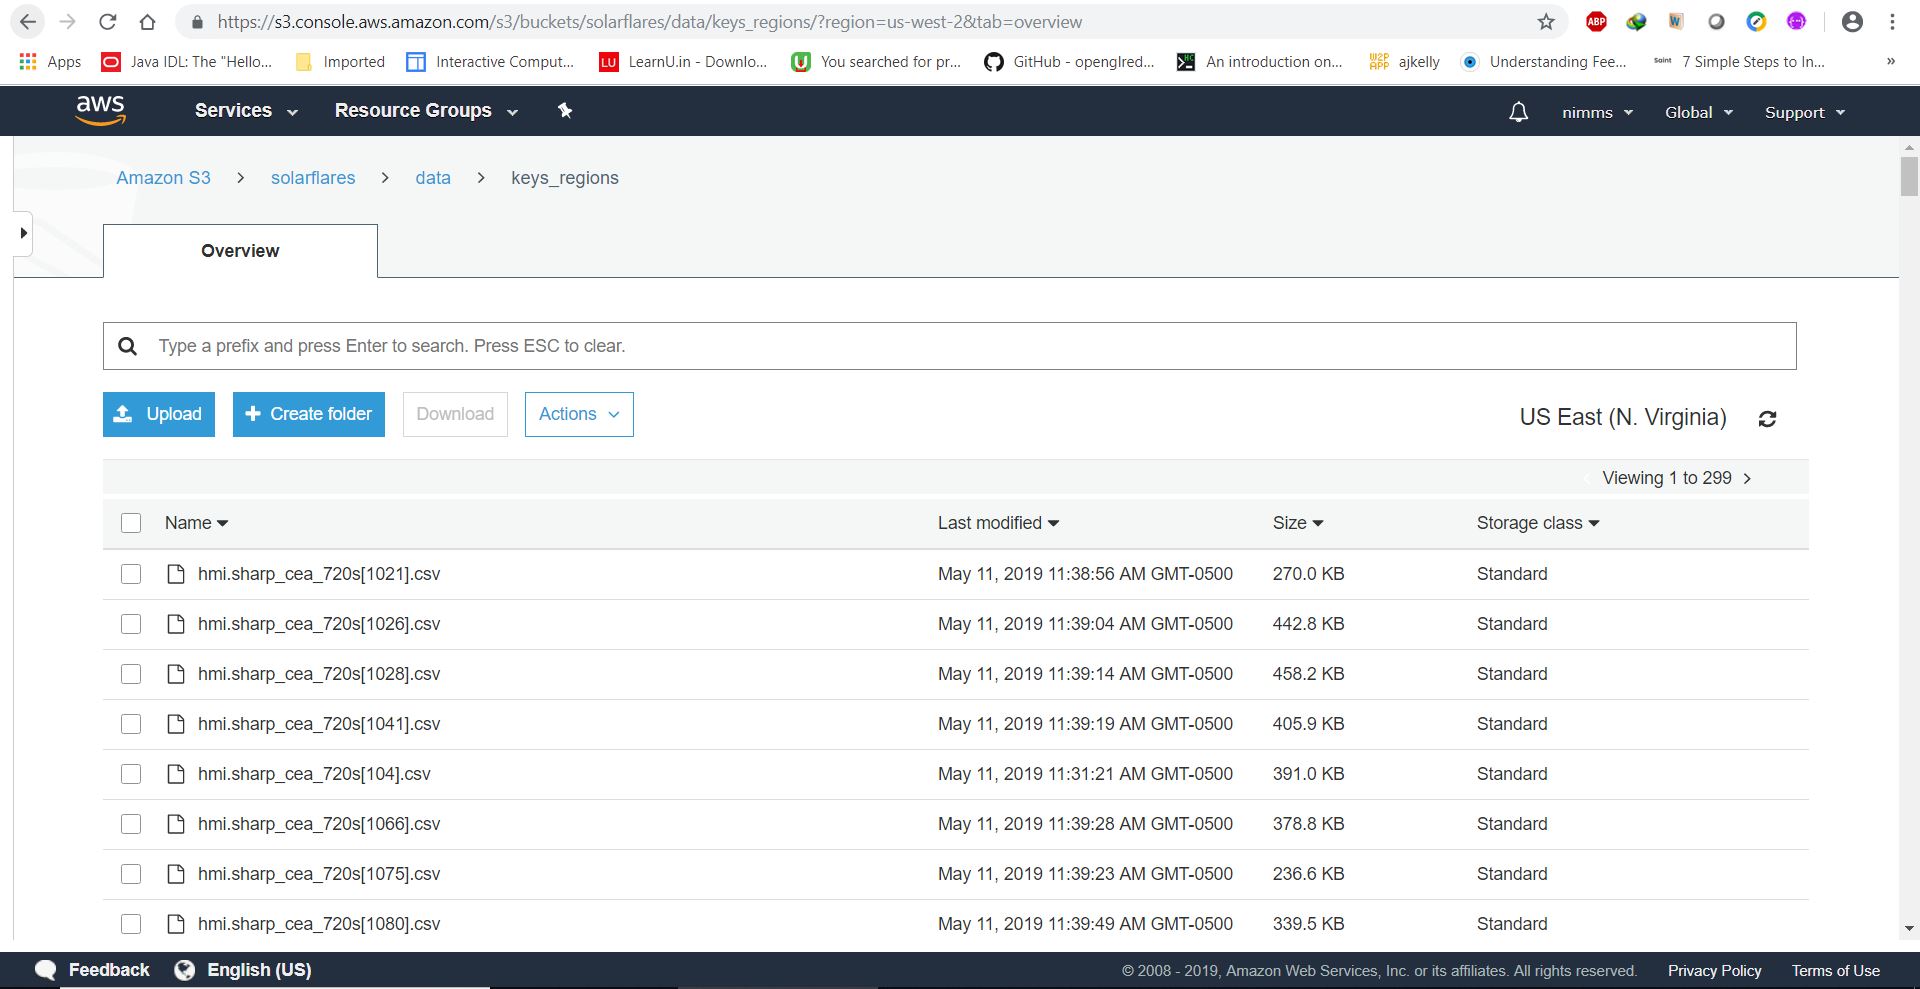 https://s3.console.aws.amazon.com/s3/buckets/solarflares/data/keys_regions/?region=us-west-2&tab=overview ABP W
Apps Java IDL: The "Hello... Imported Interactive Comput... LU LearnU.in - Downlo... You searched for pr... GitHub - openglred... An introduction on... W2P APP ajkelly Understanding Fee... Saint 7 Simple Steps to In... »
aws Services Resource Groups nimms Global Support
Amazon S3 > solarflares > data > keys_regions
Overview
Type a prefix and press Enter to search. Press ESC to clear.
Upload + Create folder Download Actions US East (N. Virginia)
Viewing 1 to 299
Name Last modified Size Storage class
hmi.sharp_cea_720s[1021].csv May 11, 2019 11:38:56 AM GMT-0500 270.0 KB Standard
hmi.sharp_cea_720s[1026].csv May 11, 2019 11:39:04 AM GMT-0500 442.8 KB Standard
hmi.sharp_cea_720s[1028].csv May 11, 2019 11:39:14 AM GMT-0500 458.2 KB Standard
hmi.sharp_cea_720s[1041].csv May 11, 2019 11:39:19 AM GMT-0500 405.9 KB Standard
hmi.sharp_cea_720s[104].csv May 11, 2019 11:31:21 AM GMT-0500 391.0 KB Standard
hmi.sharp_cea_720s[1066].csv May 11, 2019 11:39:28 AM GMT-0500 378.8 KB Standard
hmi.sharp_cea_720s[1075].csv May 11, 2019 11:39:23 AM GMT-0500 236.6 KB Standard
hmi.sharp_cea_720s[1080].csv May 11, 2019 11:39:49 AM GMT-0500 339.5 KB Standard
Feedback English (US) © 2008 - 2019, Amazon Web Services, Inc. or its affiliates. All rights reserved. Privacy Policy Terms of Use